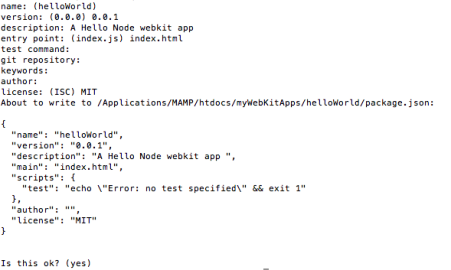 name: (helloWorld)
version: (0.0.0) 0.0.1
description: A Hello Node webkit app
entry point: (index.js) index.html
test command:
git repository:
keywords:
author:
license: (ISC) MIT
About to write to /Applications/MAMP/htdocs/myWebKitApps/helloWorld/package.json:

{
  "name": "helloWorld",
  "version": "0.0.1",
  "description": "A Hello Node webkit app ",
  "main": "index.html",
  "scripts": {
    "test": "echo \"Error: no test specified\" && exit 1"
  },
  "author": "",
  "license": "MIT"
}

Is this ok? (yes)